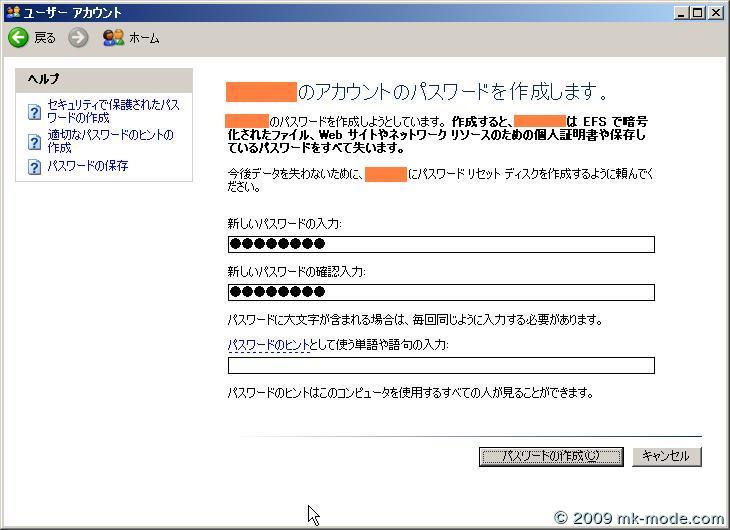 ユーザー アカウント
戻る
ホーム
ヘルプ
セキュリティで保護されたパス
ワードの作成
適切なパスワードのヒントの
作成
パスワードの保存
のアカウントのパスワードを作成します。
のパスワードを作成しようとしています。作成すると、 は EFS で暗号
化されたファイル、Web サイトやネットワーク リソースのための個人証明書や保存し
ているパスワードをすべて失います。
今後データを失わないために、 にパスワード リセット ディスクを作成するように頼んでく
ださい。
新しいパスワードの入力:
●●●●●●●●
新しいパスワードの確認入力:
●●●●●●●●
パスワードに大文字が含まれる場合は、毎回同じように入力する必要があります。
パスワードのヒントとして使う単語や語句の入力:
パスワードのヒントはこのコンピュータを使用するすべての人が見ることができます。
パスワードの作成(C)
キャンセル
© 2009 mk-mode.com